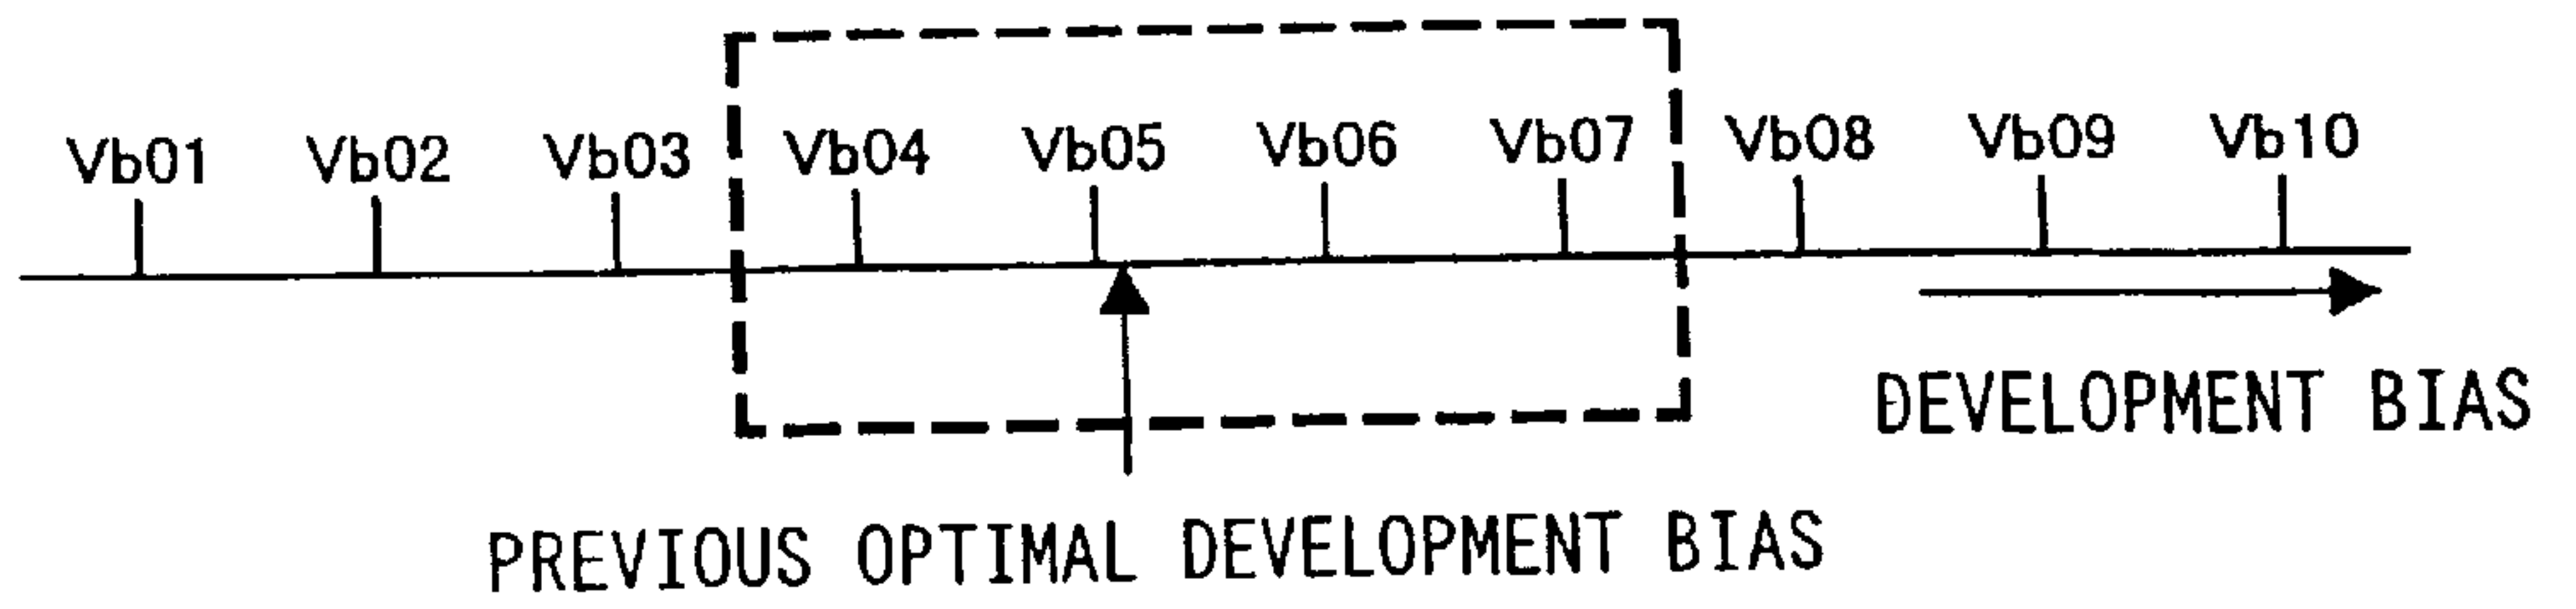 Vb01 Vb02 Vb03 Vb04 Vb05 Vb06 Vb07 Vb08 Vb09 Vb10
DEVELOPMENT BIAS
PREVIOUS OPTIMAL DEVELOPMENT BIAS